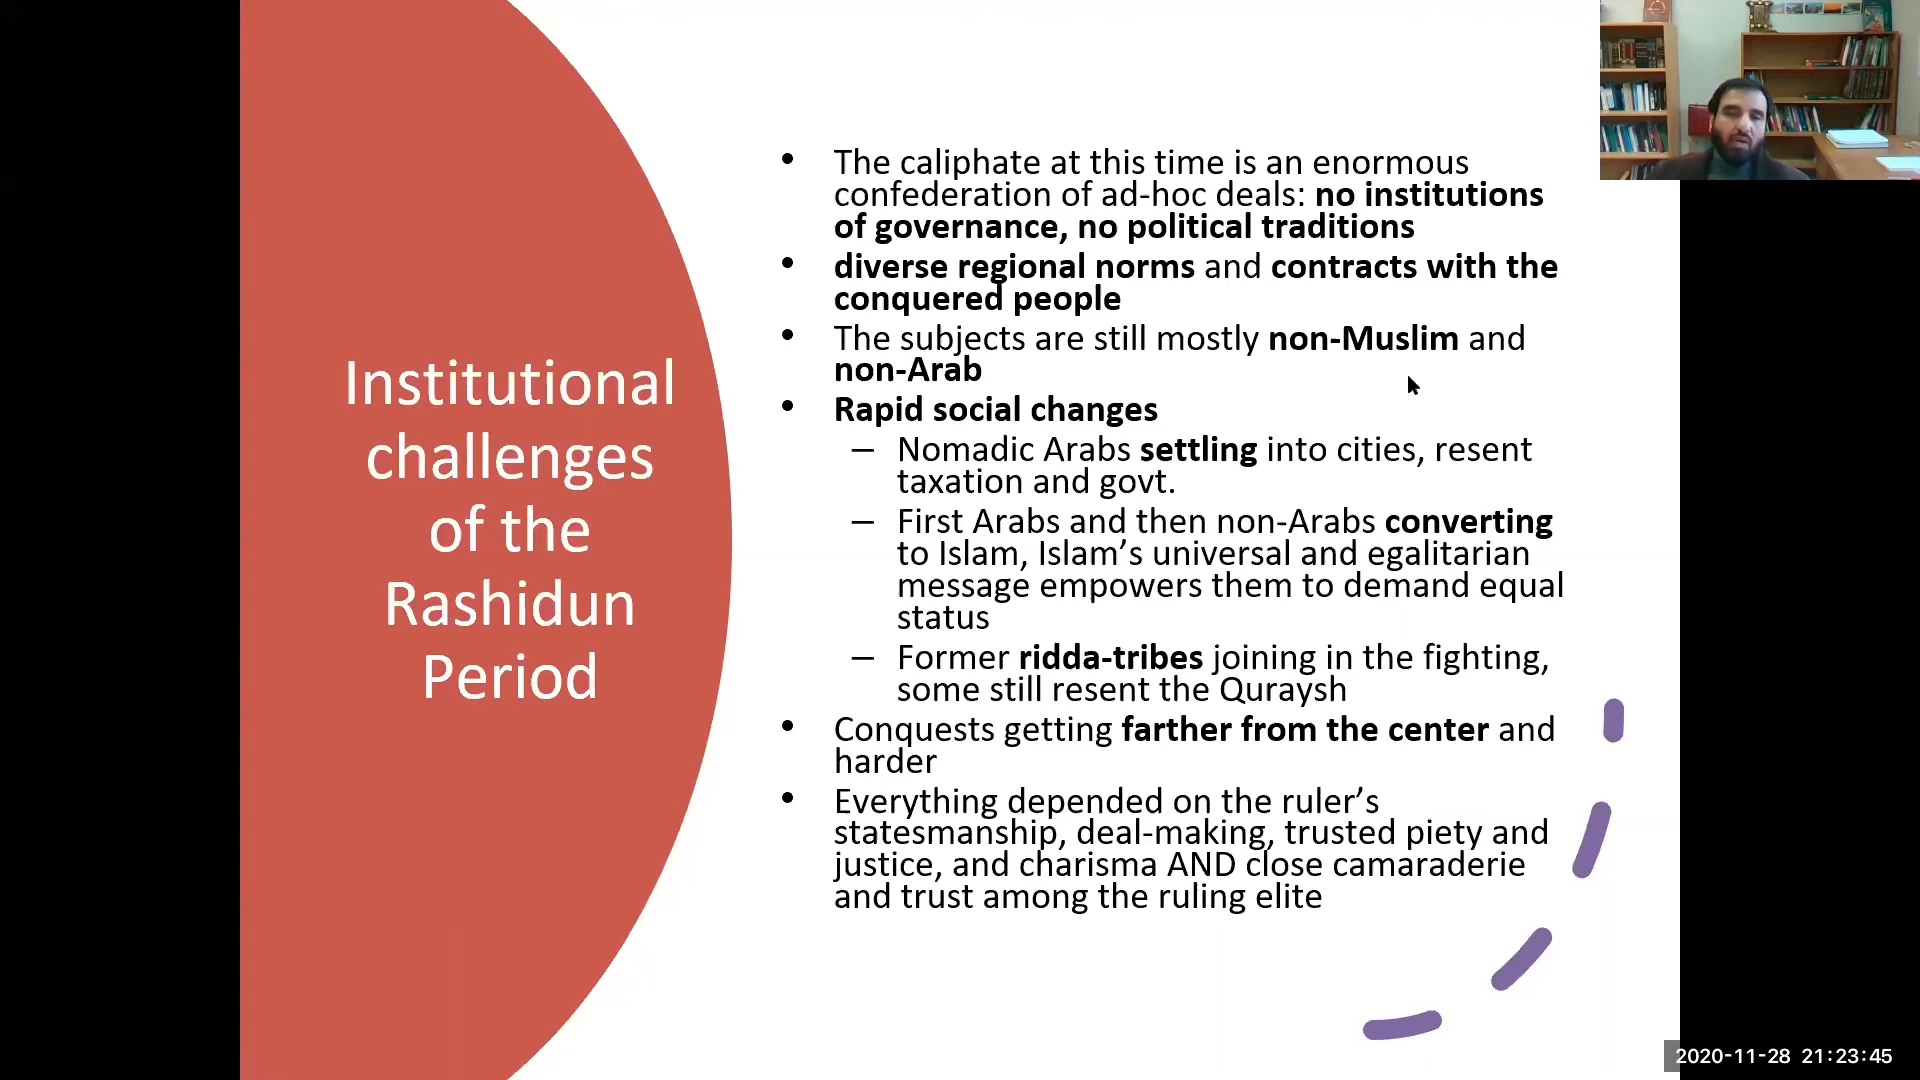 Institutional
challenges
of the
Rashidun
Period
• The caliphate at this time is an enormous
confederation of ad-hoc deals: no institutions
of governance, no political traditions
• diverse regional norms and contracts with the
conquered people
• The subjects are still mostly non-Muslim and
non-Arab
• Rapid social changes
– Nomadic Arabs settling into cities, resent
taxation and govt.
– First Arabs and then non-Arabs converting
to Islam, Islam’s universal and egalitarian
message empowers them to demand equal
status
– Former ridda-tribes joining in the fighting,
some still resent the Quraysh
• Conquests getting farther from the center and
harder
• Everything depended on the ruler’s
statesmanship, deal-making, trusted piety and
justice, and charisma AND close camaraderie
and trust among the ruling elite
2020-11-28 21:23:45